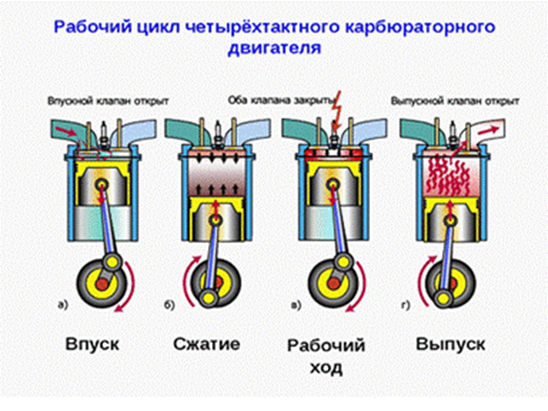 Рабочий цикл четырёхтактного карбюраторного
двигателя
Впускной клапан открыт
Оба клапана закрыты
Выпускной клапан открыт
а)
б)
в)
г)
Впуск
Сжатие
Рабочий
ход
Выпуск